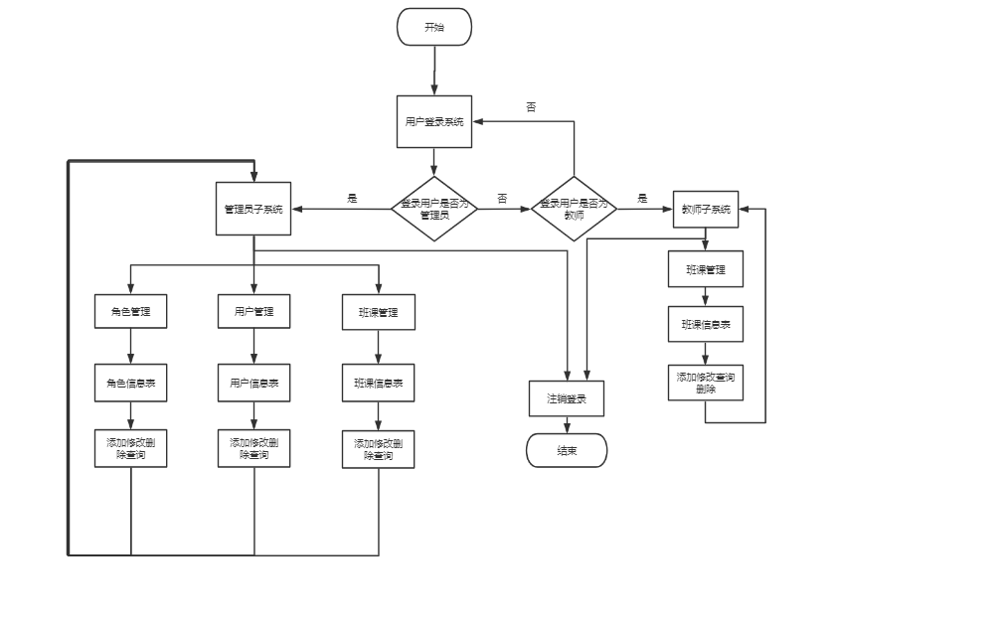 开始
用户登录系统
否
管理员子系统
是
登录用户是否为
管理员
否
登录用户是否为
教师
是
教师子系统
班课管理
角色管理
用户管理
班课管理
班课信息表
角色信息表
用户信息表
班课信息表
添加修改查询
删除
注销登录
添加修改删
除查询
添加修改删
除查询
添加修改删
除查询
结束